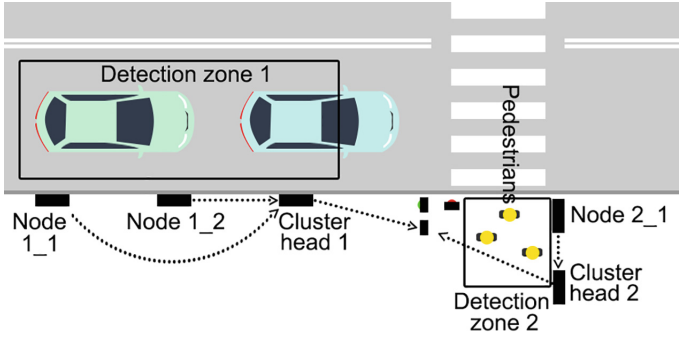 Detection zone 1
Pedestrians
Node
1_1
Node 1_2
Cluster
head 1
Node 2_1
Cluster
head 2
Detection
zone 2